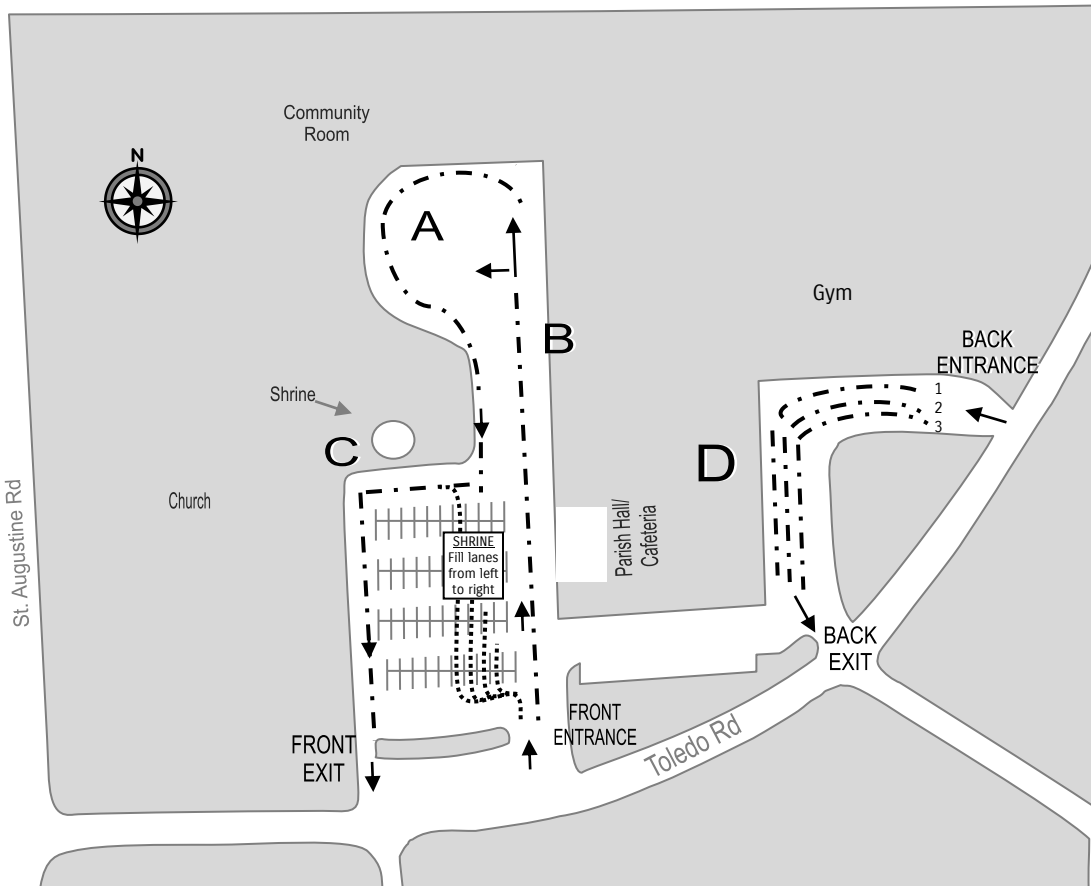 Community
Room
N
A
Gym
B
BACK
ENTRANCE
1
2
3
Shrine
C
D
Church
St. Augustine Rd
SHRINE
Fill lanes
from left
to right
Parish Hall/
Cafeteria
BACK
EXIT
FRONT
ENTRANCE
FRONT
EXIT
Toledo Rd